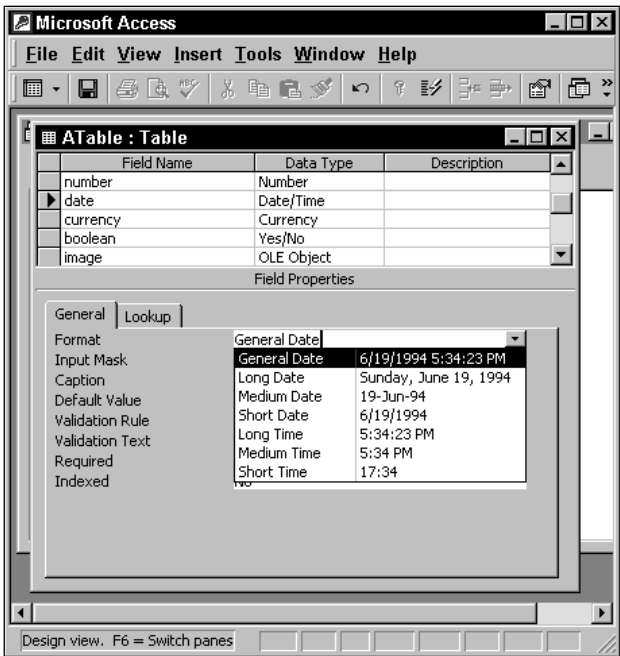 Microsoft Access
File Edit View Insert Tools Window Help
ABC
ATable : Table
Field Name Data Type Description
number Number
date Date/Time
currency Currency
boolean Yes/No
image OLE Object
Field Properties
General Lookup
Format General Date
Input Mask General Date 6/19/1994 5:34:23 PM
Caption Long Date Sunday, June 19, 1994
Default Value Medium Date 19-Jun-94
Validation Rule Short Date 6/19/1994
Validation Text Long Time 5:34:23 PM
Required Medium Time 5:34 PM
Indexed Short Time 17:34
Design view. F6 = Switch panes